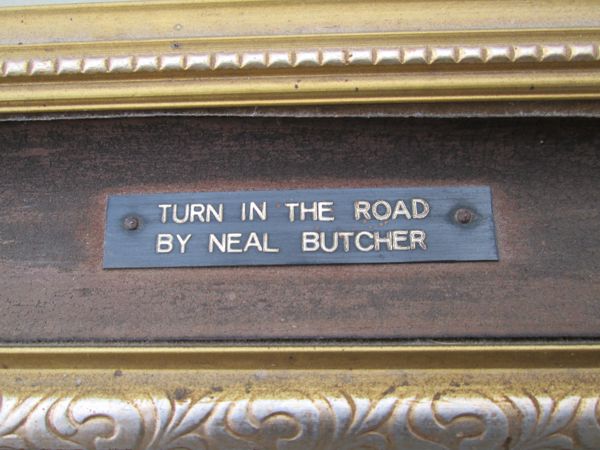 TURN IN THE ROAD
BY NEAL BUTCHER